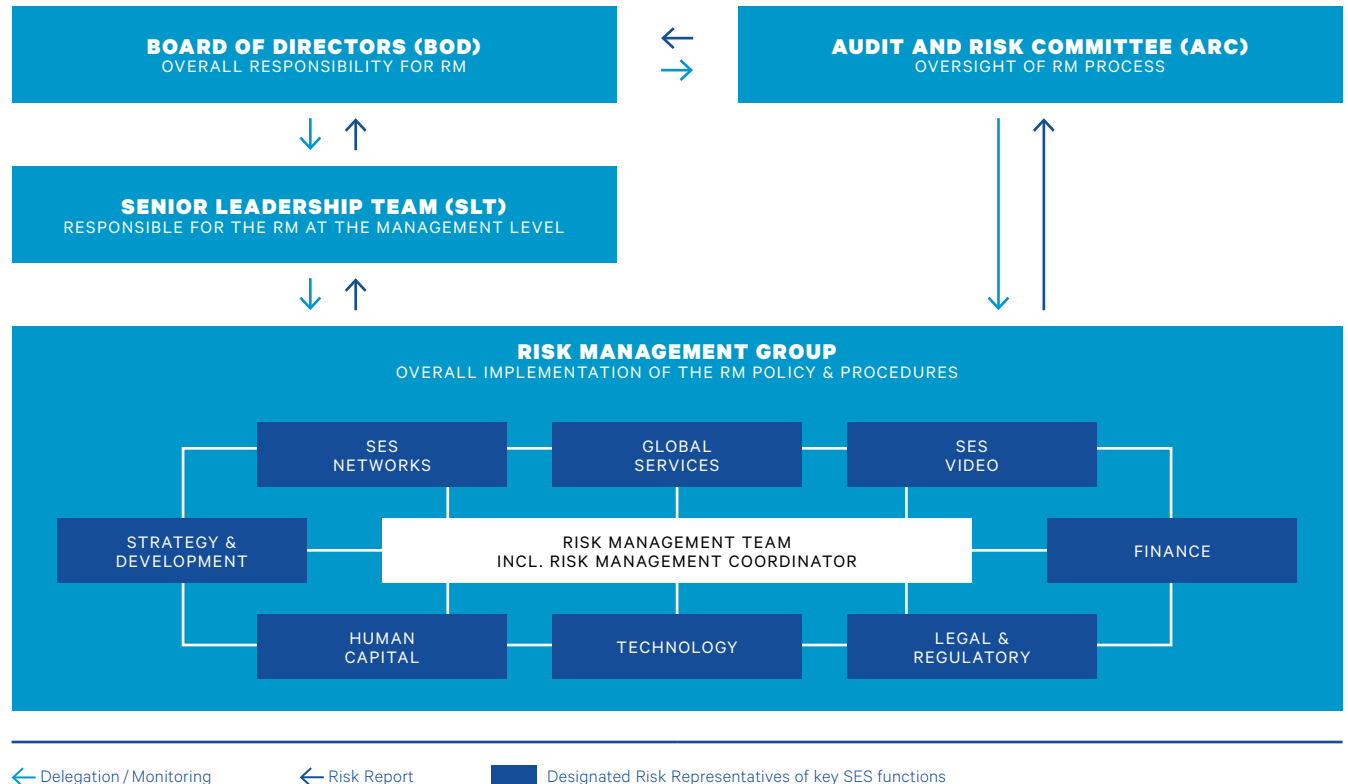 BOARD OF DIRECTORS (BOD)
OVERALL RESPONSIBILITY FOR RM
AUDIT AND RISK COMMITTEE (ARC)
OVERSIGHT OF RM PROCESS
SENIOR LEADERSHIP TEAM (SLT)
RESPONSIBLE FOR THE RM AT THE MANAGEMENT LEVEL
RISK MANAGEMENT GROUP
OVERALL IMPLEMENTATION OF THE RM POLICY & PROCEDURES
SES
NETWORKS
GLOBAL
SERVICES
SES
VIDEO
STRATEGY &
DEVELOPMENT
RISK MANAGEMENT TEAM
INCL. RISK MANAGEMENT COORDINATOR
FINANCE
HUMAN
CAPITAL
TECHNOLOGY
LEGAL &
REGULATORY
Delegation / Monitoring
Risk Report
Designated Risk Representatives of key SES functions